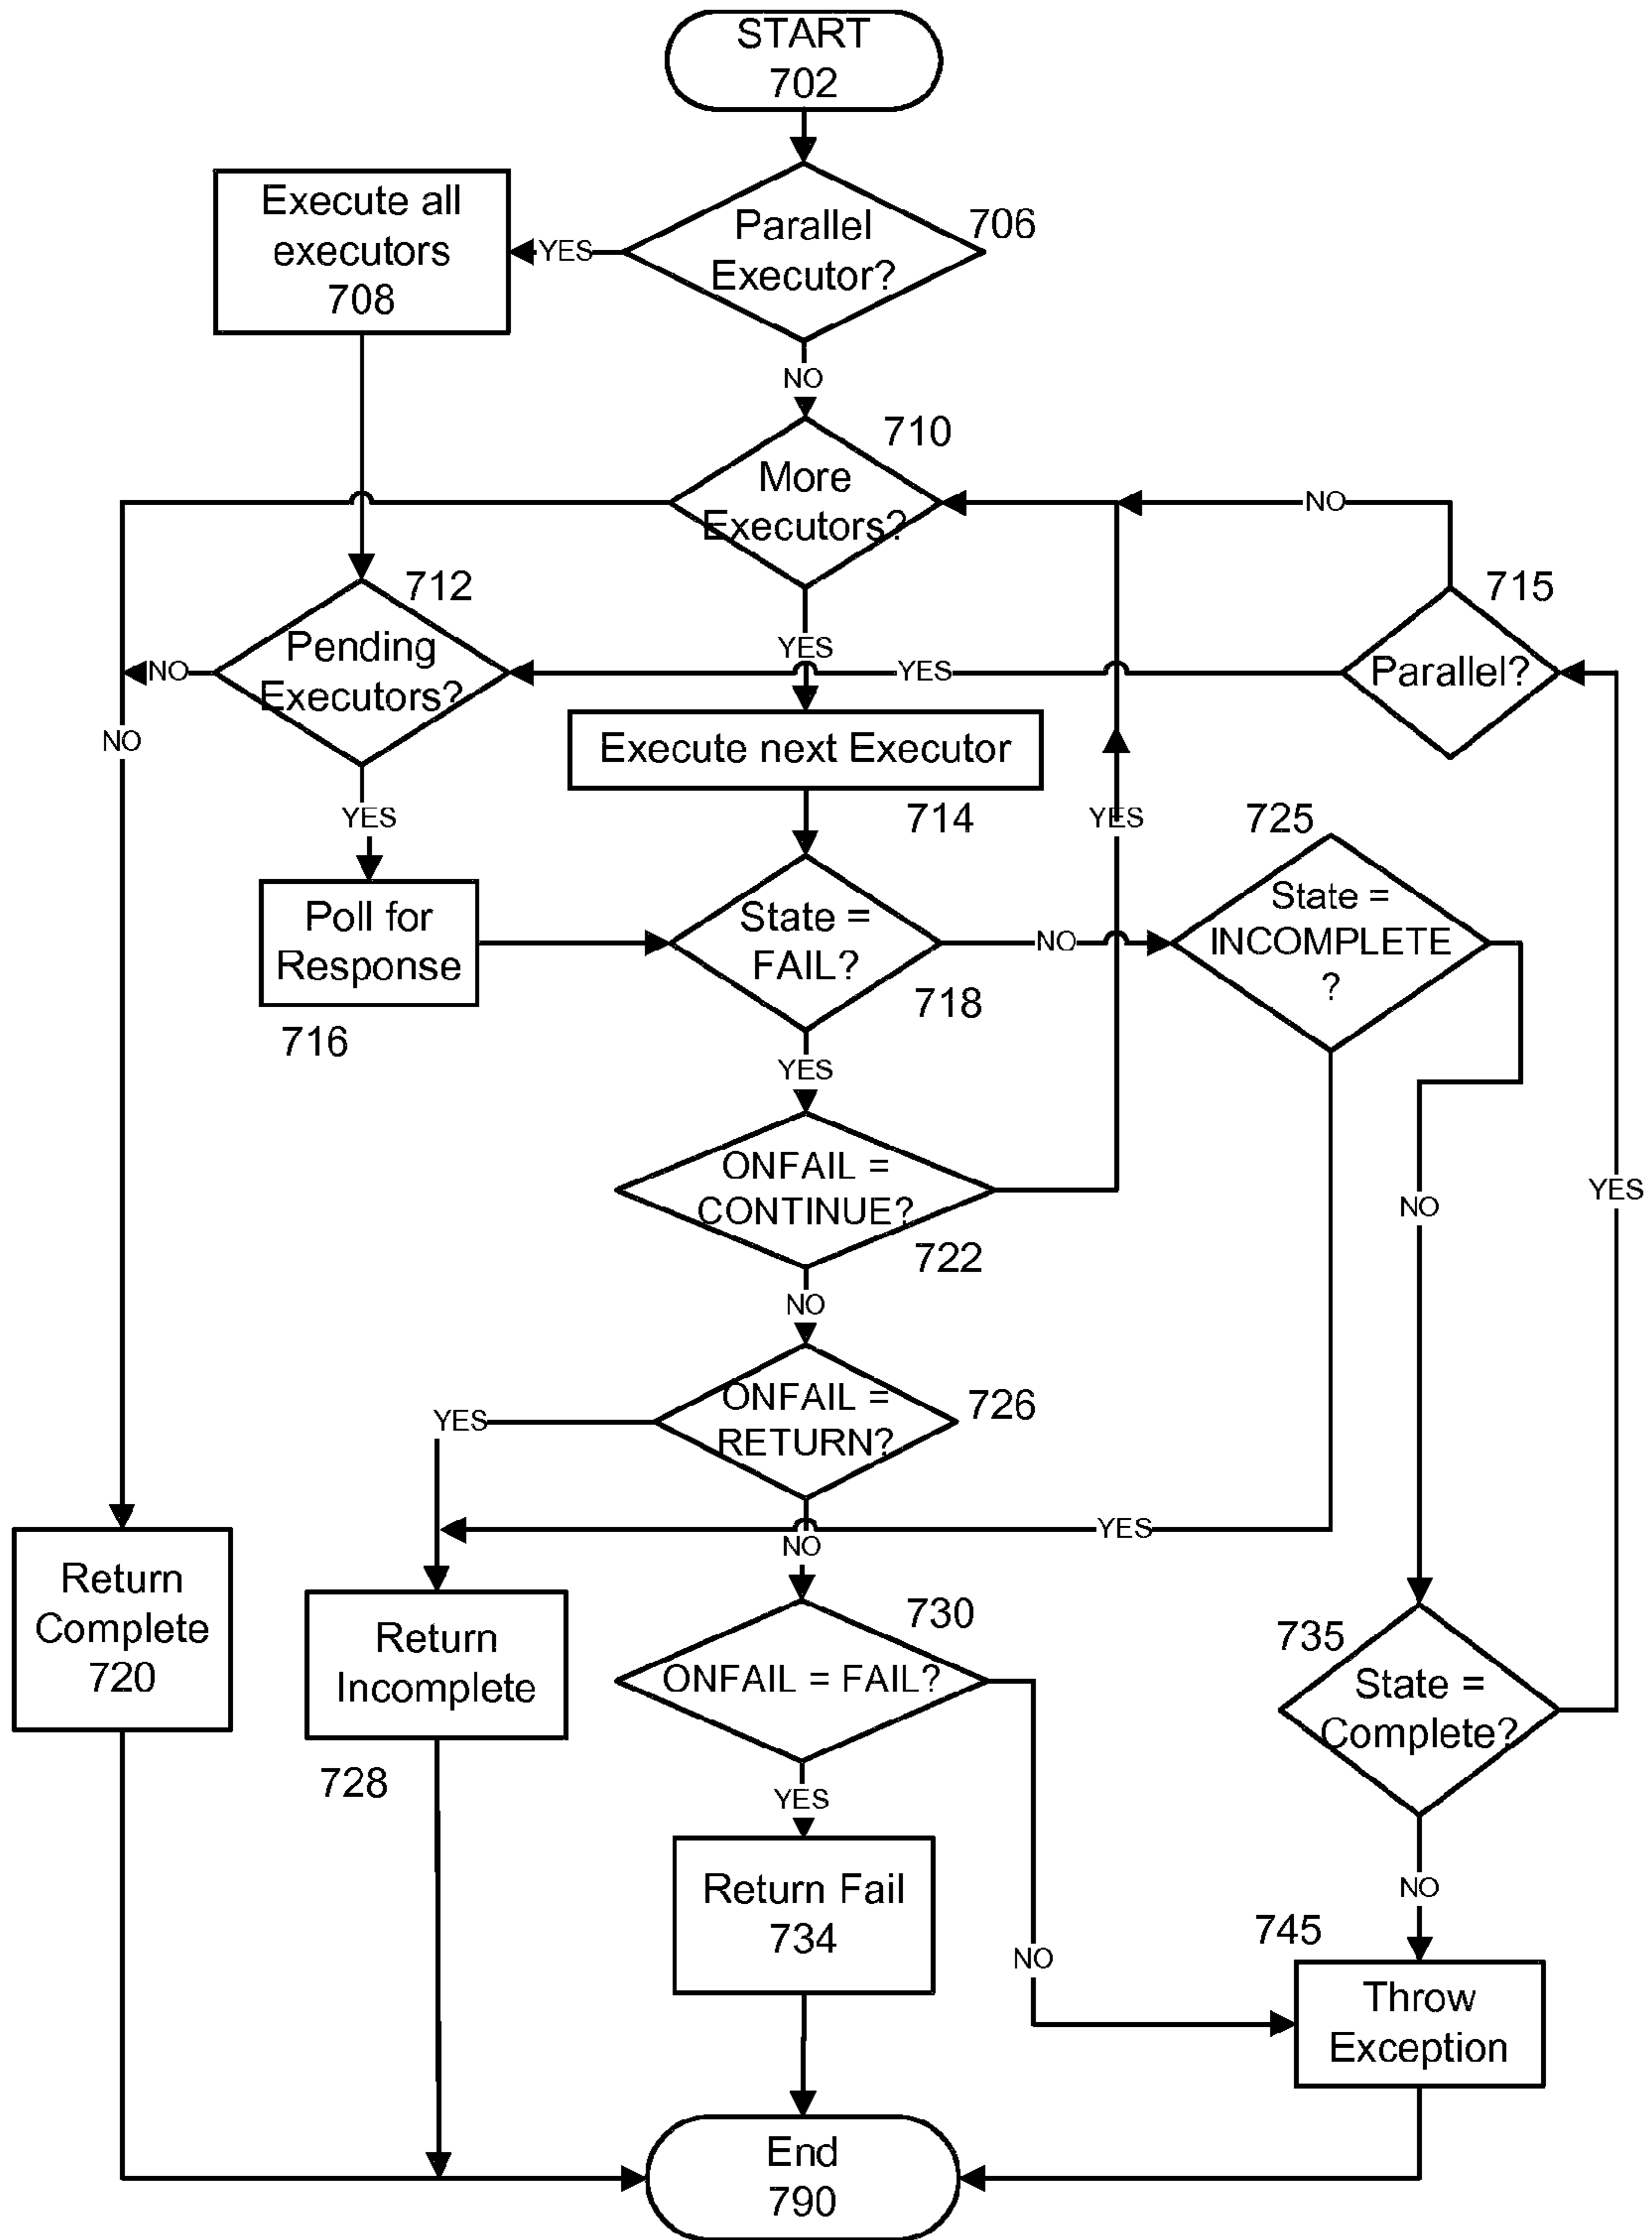 START
702
Execute all
executors
708
YES
Parallel
Executor?
706
NO
710
More
Executors?
NO
712
Pending
Executors?
715
Parallel?
YES
NO
YES
NO
Execute next Executor
714
YES
YES
725
Poll for
Response
716
State =
FAIL?
718
NO
State =
INCOMPLETE
?
YES
ONFAIL =
CONTINUE?
722
NO
YES
NO
ONFAIL =
RETURN?
726
YES
YES
NO
Return
Complete
720
Return
Incomplete
728
730
ONFAIL = FAIL?
735
State =
Complete?
YES
Return Fail
734
NO
NO
745
Throw
Exception
End
790